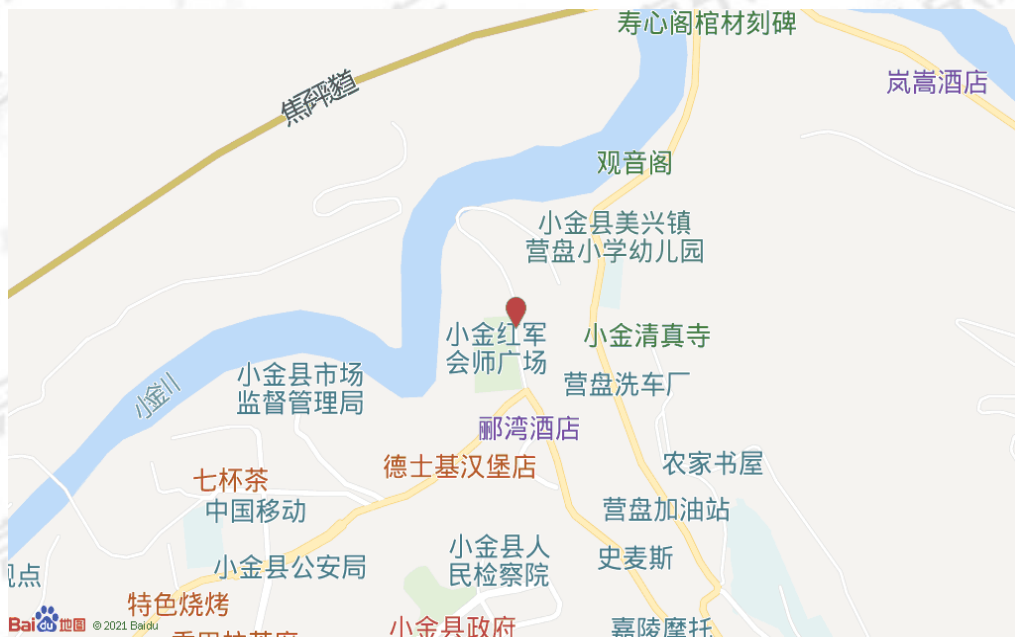 寿心阁棺材刻碑
岚嵩酒店
观音阁
小金县美兴镇
营盘小学幼儿园
小金红军
会师广场
小金清真寺
小金县市场
监督管理局
营盘洗车厂
小金川
郦湾酒店
德士基汉堡店
农家书屋
七杯茶
中国移动
营盘加油站
小金县人
民检察院
史麦斯
小金县公安局
观点
特色烧烤
小金县政府
嘉陵摩托
Baidu地图 © 2021 Baidu